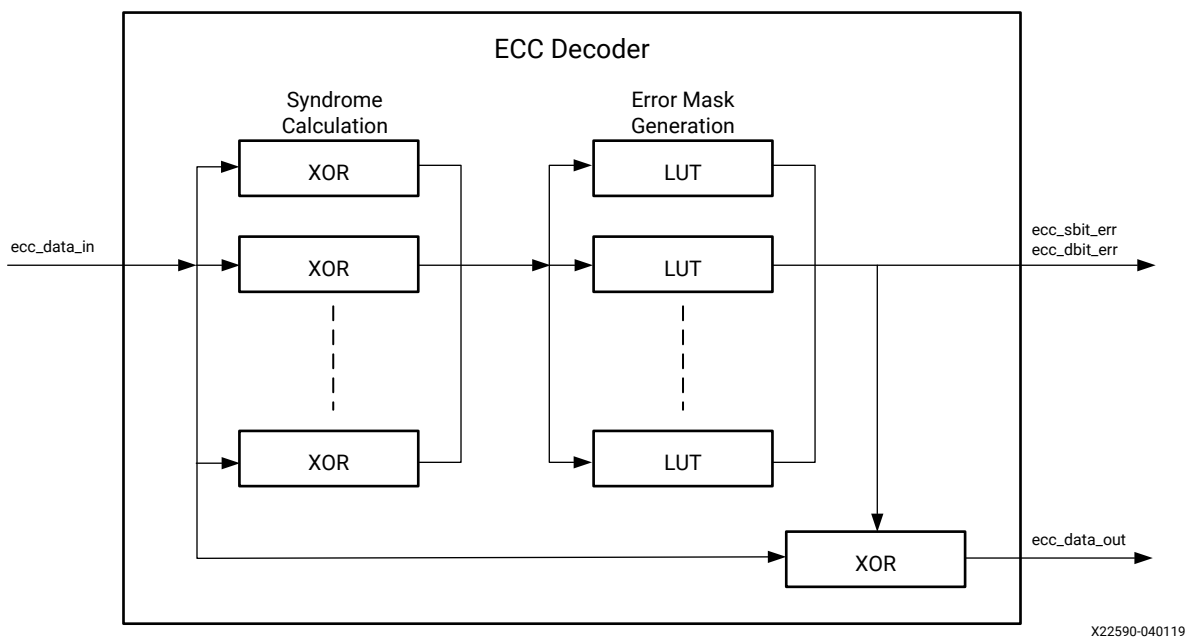 ECC Decoder
Syndrome
Calculation
Error Mask
Generation
XOR
LUT
ecc_data_in
XOR
LUT
ecc_sbit_err
ecc_dbit_err
XOR
LUT
XOR
ecc_data_out
X22590-040119